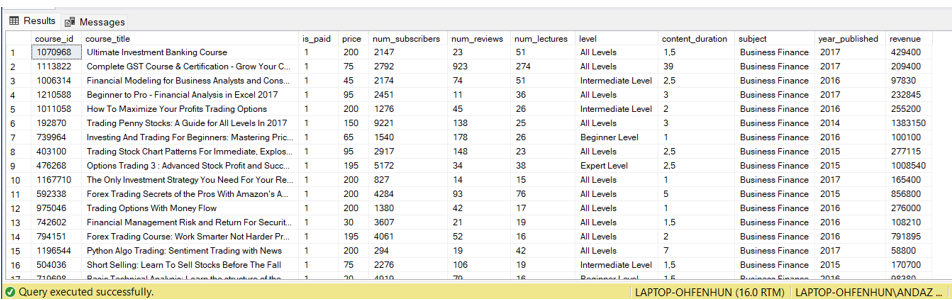 Results Messages
course_id course_title is_paid price num_subscribers num_reviews num_lectures level content_duration subject year_published revenue
1 1070968 Ultimate Investment Banking Course 1 200 2147 23 51 All Levels 1,5 Business Finance 2017 429400
2 1113822 Complete GST Course & Certification - Grow Your C... 1 75 2792 923 274 All Levels 39 Business Finance 2017 209400
3 1006314 Financial Modeling for Business Analysts and Cons... 1 45 2174 74 51 Intermediate Level 2,5 Business Finance 2016 97830
4 1210588 Beginner to Pro - Financial Analysis in Excel 2017 1 95 2451 11 36 All Levels 3 Business Finance 2017 232845
5 1011058 How To Maximize Your Profits Trading Options 1 200 1276 45 26 Intermediate Level 2 Business Finance 2016 255200
6 192870 Trading Penny Stocks: A Guide for All Levels In 2017 1 150 9221 138 25 All Levels 3 Business Finance 2014 1383150
7 739964 Investing And Trading For Beginners: Mastering Pric... 1 65 1540 178 26 Beginner Level 1 Business Finance 2016 100100
8 403100 Trading Stock Chart Patterns For Immediate, Explos... 1 95 2917 148 23 All Levels 2,5 Business Finance 2015 277115
9 476268 Options Trading 3 : Advanced Stock Profit and Succ... 1 195 5172 34 38 Expert Level 2,5 Business Finance 2015 1008540
10 1167710 The Only Investment Strategy You Need For Your Re... 1 200 827 14 15 All Levels 1 Business Finance 2017 165400
11 592338 Forex Trading Secrets of the Pros With Amazon's A... 1 200 4284 93 76 All Levels 5 Business Finance 2015 856800
12 975046 Trading Options With Money Flow 1 200 1380 42 17 All Levels 1 Business Finance 2016 276000
13 742602 Financial Management Risk and Return For Securit... 1 30 3607 21 19 All Levels 1,5 Business Finance 2016 108210
14 794151 Forex Trading Course: Work Smarter Not Harder Pr... 1 195 4061 52 16 All Levels 2 Business Finance 2016 791895
15 1196544 Python Algo Trading: Sentiment Trading with News 1 200 294 19 42 All Levels 7 Business Finance 2017 58800
16 504036 Short Selling: Learn To Sell Stocks Before The Fall 1 75 2276 106 19 Intermediate Level 1,5 Business Finance 2015 170700
Query executed successfully. LAPTOP-OHFENHUN (16.0 RTM) LAPTOP-OHFENHUN\ANDAZ ...